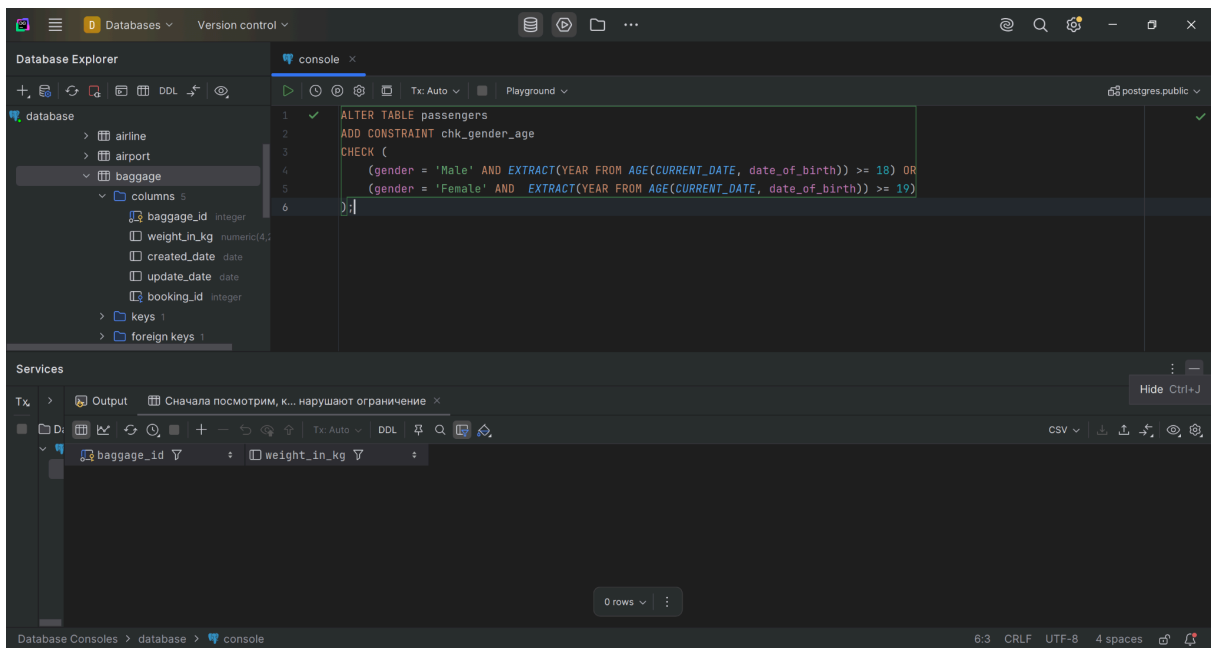 D Databases Version control
Database Explorer
console
DDL
Tx: Auto Playground postgres.public
database
airline
airport
baggage
columns 5
baggage_id integer
weight_in_kg numeric(4,2
created_date date
update_date date
booking_id integer
keys 1
foreign keys 1
1 ALTER TABLE passengers
2 ADD CONSTRAINT chk_gender_age
3 CHECK (
4 (gender = 'Male' AND EXTRACT(YEAR FROM AGE(CURRENT_DATE, date_of_birth)) >= 18) OR
5 (gender = 'Female' AND EXTRACT(YEAR FROM AGE(CURRENT_DATE, date_of_birth)) >= 19)
6 );
Services
Hide Ctrl+J
Tx Output Сначала посмотрим, к... нарушают ограничение
Da Tx: Auto DDL CSV
baggage_id weight_in_kg
0 rows
Database Consoles > database > console 6:3 CRLF UTF-8 4 spaces